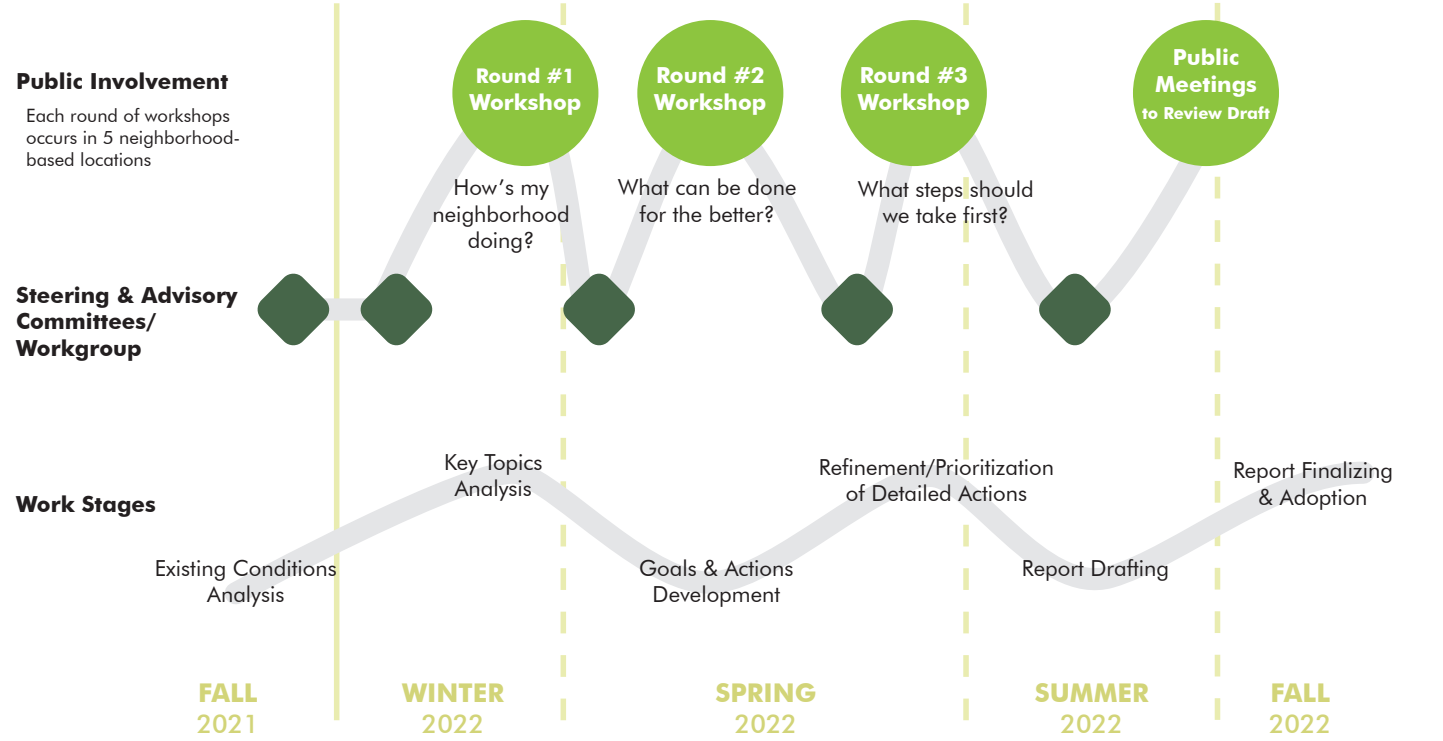 Public Involvement
Each round of workshops
occurs in 5 neighborhood-
based locations
Round #1
Workshop
Round #2
Workshop
Round #3
Workshop
Public
Meetings
to Review Draft
How's my
neighborhood
doing?
What can be done
for the better?
What steps should
we take first?
Steering & Advisory
Committees/
Workgroup
Work Stages
Existing Conditions
Analysis
Key Topics
Analysis
Goals & Actions
Development
Refinement/Prioritization
of Detailed Actions
Report Drafting
Report Finalizing
& Adoption
FALL
2021
WINTER
2022
SPRING
2022
SUMMER
2022
FALL
2022